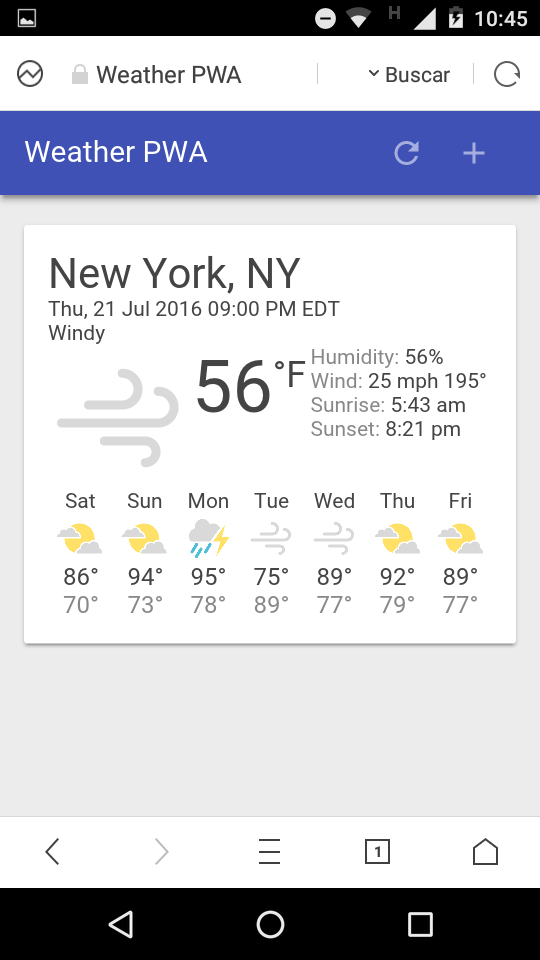 H 10:45
Weather PWA Buscar
Weather PWA
New York, NY
Thu, 21 Jul 2016 09:00 PM EDT
Windy
56 °F
Humidity: 56%
Wind: 25 mph 195°
Sunrise: 5:43 am
Sunset: 8:21 pm
Sat Sun Mon Tue Wed Thu Fri
86° 94° 95° 75° 89° 92° 89°
70° 73° 78° 89° 77° 79° 77°
1